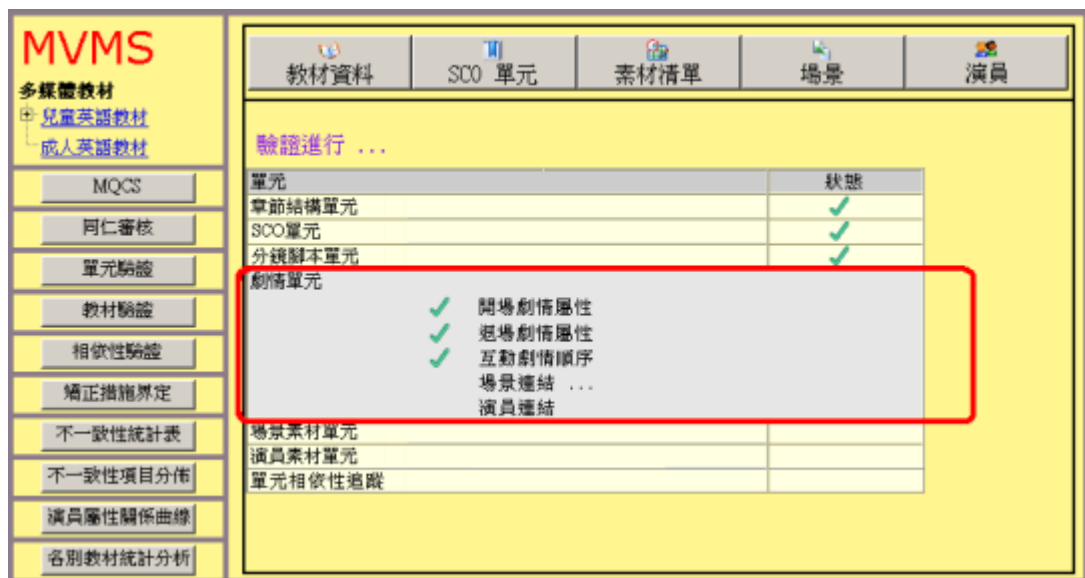 MVMS
多媒體教材
兒童英語教材
成人英語教材
MQCS
同仁審核
單元驗證
教材驗證
相依性驗證
矯正措施界定
不一致性統計表
不一致性項目分佈
演員屬性關係曲線
各別教材統計分析
教材資料
SCO 單元
素材清單
場景
演員
驗證進行 ...
單元 狀態
章節結構單元
SCO單元
分鏡腳本單元
劇情單元
開場劇情屬性
退場劇情屬性
互動劇情順序
場景連結 ...
演員連結
場景素材單元
演員素材單元
單元相依性追蹤